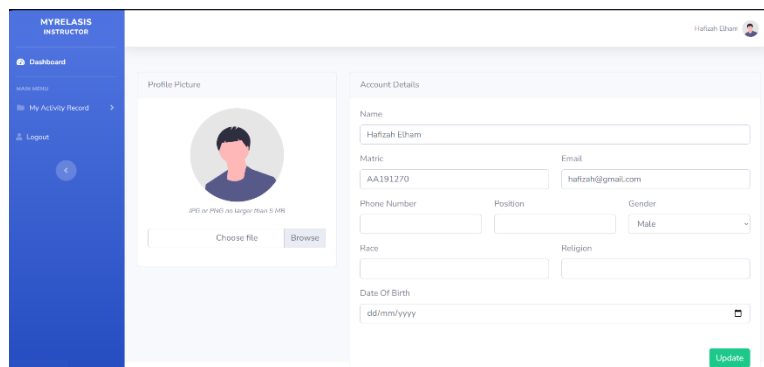 MYRELASIS
INSTRUCTOR
Hafizah Elham
Dashboard
MAIN MENU
My Activity Record
Logout
Profile Picture
JPG or PNG no larger than 5 MB
Choose file Browse
Account Details
Name
Hafizah Elham
Matric Email
AA191270 hafizah@gmail.com
Phone Number Position Gender
Male
Race Religion
Date Of Birth
dd/mm/yyyy
Update